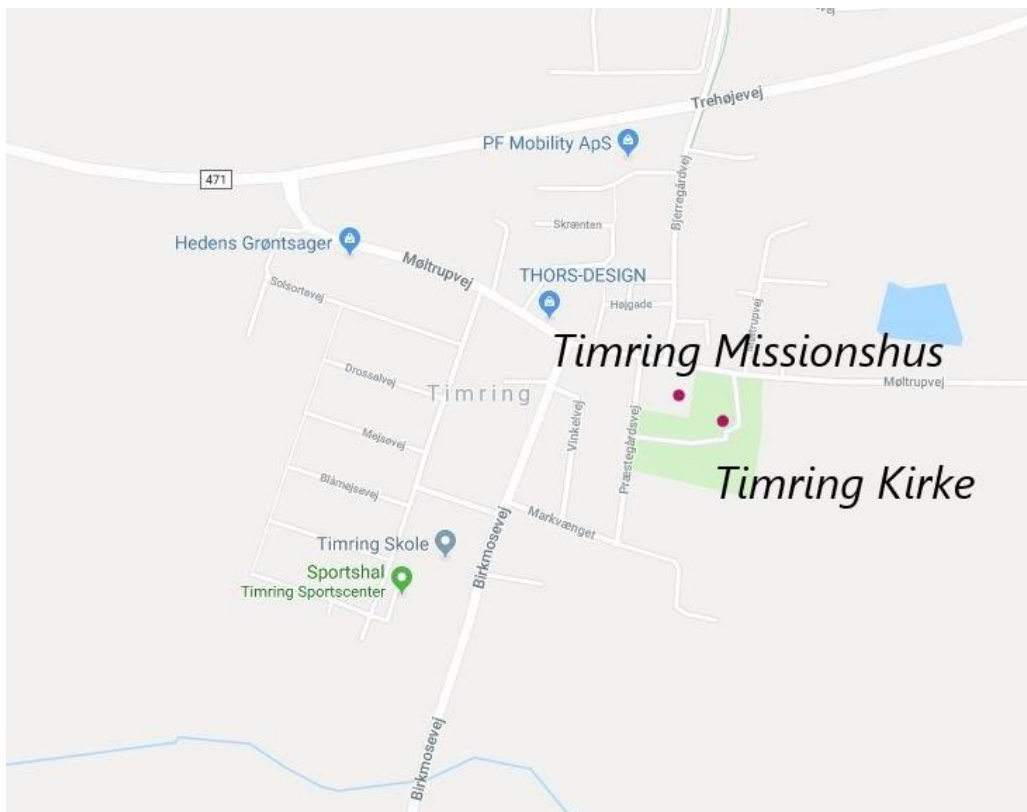 Trehøjevej
PF Mobility ApS
471
Bjerregårdvej
Skrænten
Hedens Grøntsager
Møltrupvej
THORS-DESIGN
Solsortevej
Højgade
Møltrupvej
Timring Missionshus
Drosselvej
Timring
Møltrupvej
Mejsevej
Vinkelvej
Præstegårdsvej
Blåmejsevej
Timring Kirke
Markvænget
Timring Skole
Birkmosevej
Sportshal
Timring Sportscenter
Birkmosevej